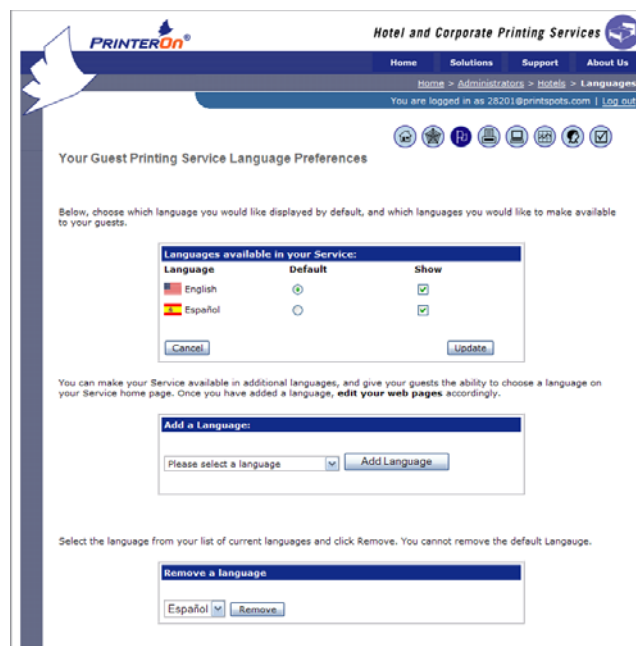 PRINTERON®
Hotel and Corporate Printing Services
Home Solutions Support About Us
Home > Administrators > Hotels > Languages
You are logged in as 28201@printspots.com | Log out
Your Guest Printing Service Language Preferences
Below, choose which language you would like displayed by default, and which languages you would like to make available
to your guests.
Languages available in your Service:
Language Default Show
English
Español
Cancel Update
You can make your Service available in additional languages, and give your guests the ability to choose a language on
your Service home page. Once you have added a language, edit your web pages accordingly.
Add a Language:
Please select a language Add Language
Select the language from your list of current languages and click Remove. You cannot remove the default Langauge.
Remove a language
Español Remove